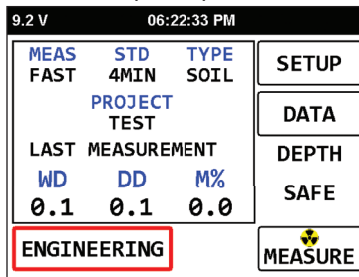 9.2 V 06:22:33 PM
MEAS STD TYPE
FAST 4MIN SOIL
PROJECT
TEST
LAST MEASUREMENT
WD DD M%
0.1 0.1 0.0
ENGINEERING
SETUP
DATA
DEPTH
SAFE
MEASURE